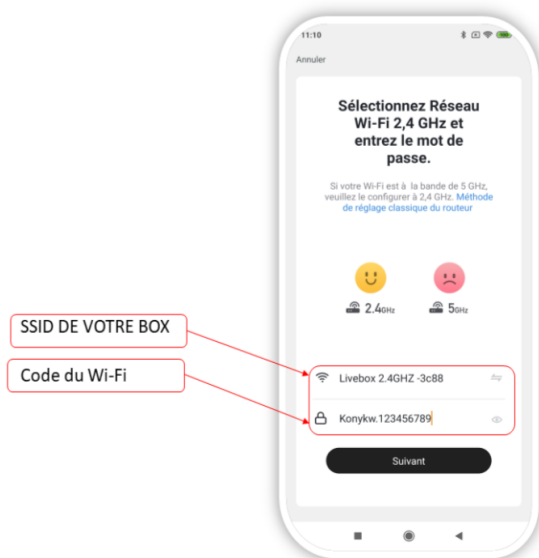 11:10
Annuler
Sélectionnez Réseau
Wi-Fi 2,4 GHz et
entrez le mot de
passe.
Si votre Wi-Fi est à la bande de 5 GHz,
veuillez le configurer à 2,4 GHz. Méthode
de réglage classique du routeur
2.4GHz 5GHz
SSID DE VOTRE BOX
Livebox 2.4GHZ -3c88
Code du Wi-Fi
Konykw.123456789
Suivant